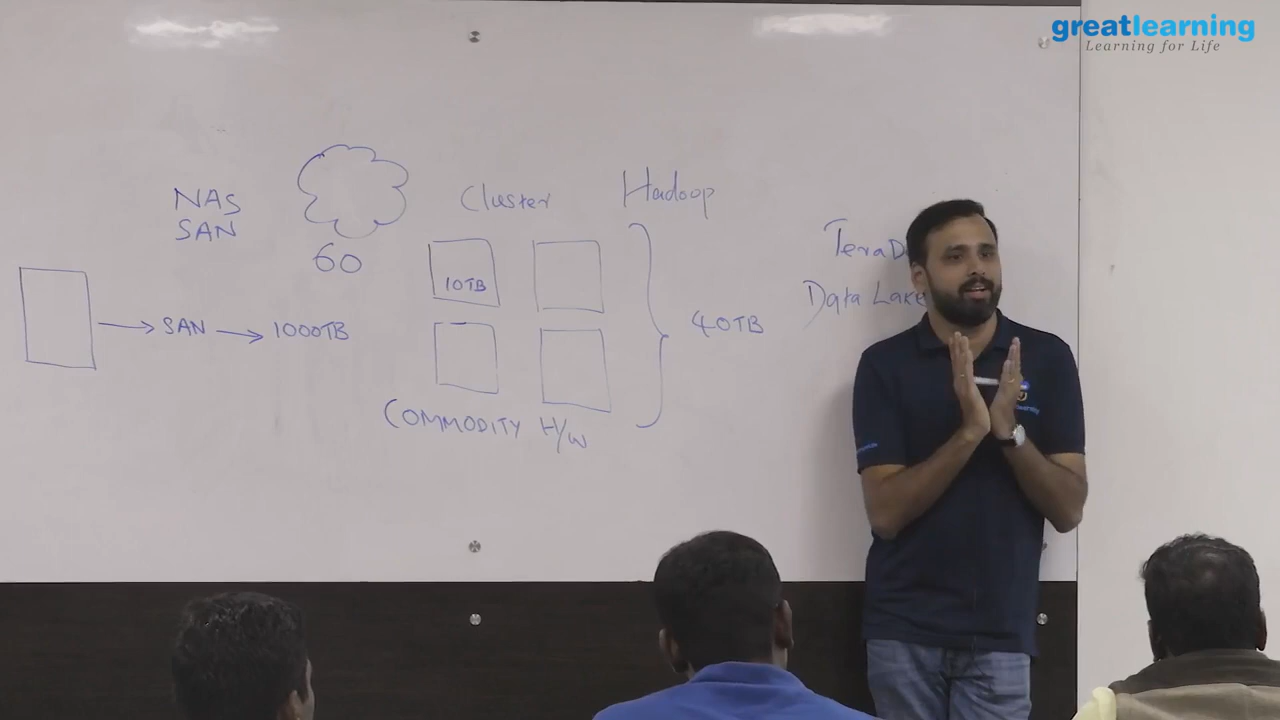 greatlearning
Learning for Life
NAS
SAN
60
Cluster
Hadoop
10TB
SAN
1000TB
40TB
COMMODITY H/W
Data Lake